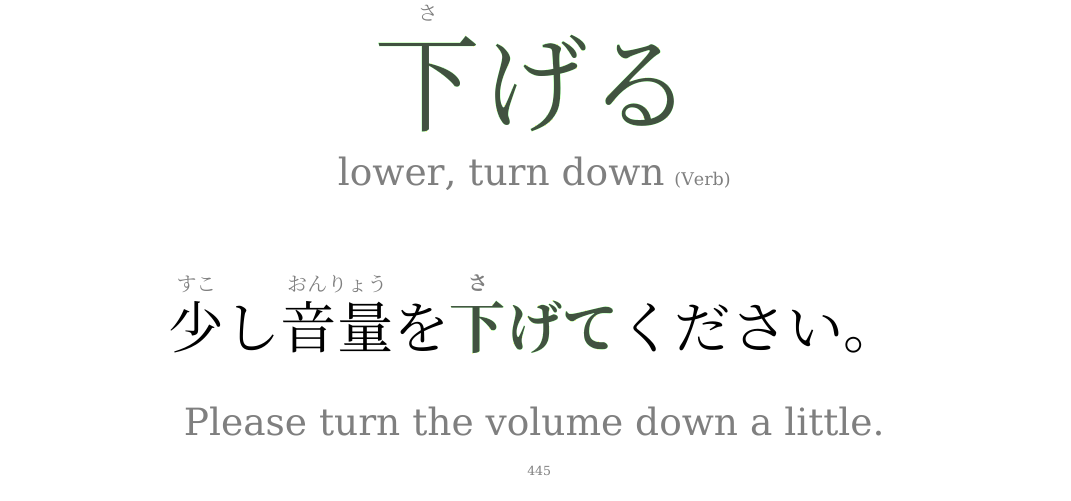 さ
下げる
lower, turn down (Verb)
すこ おんりょう さ
少し音量を下げてください。
Please turn the volume down a little.
445